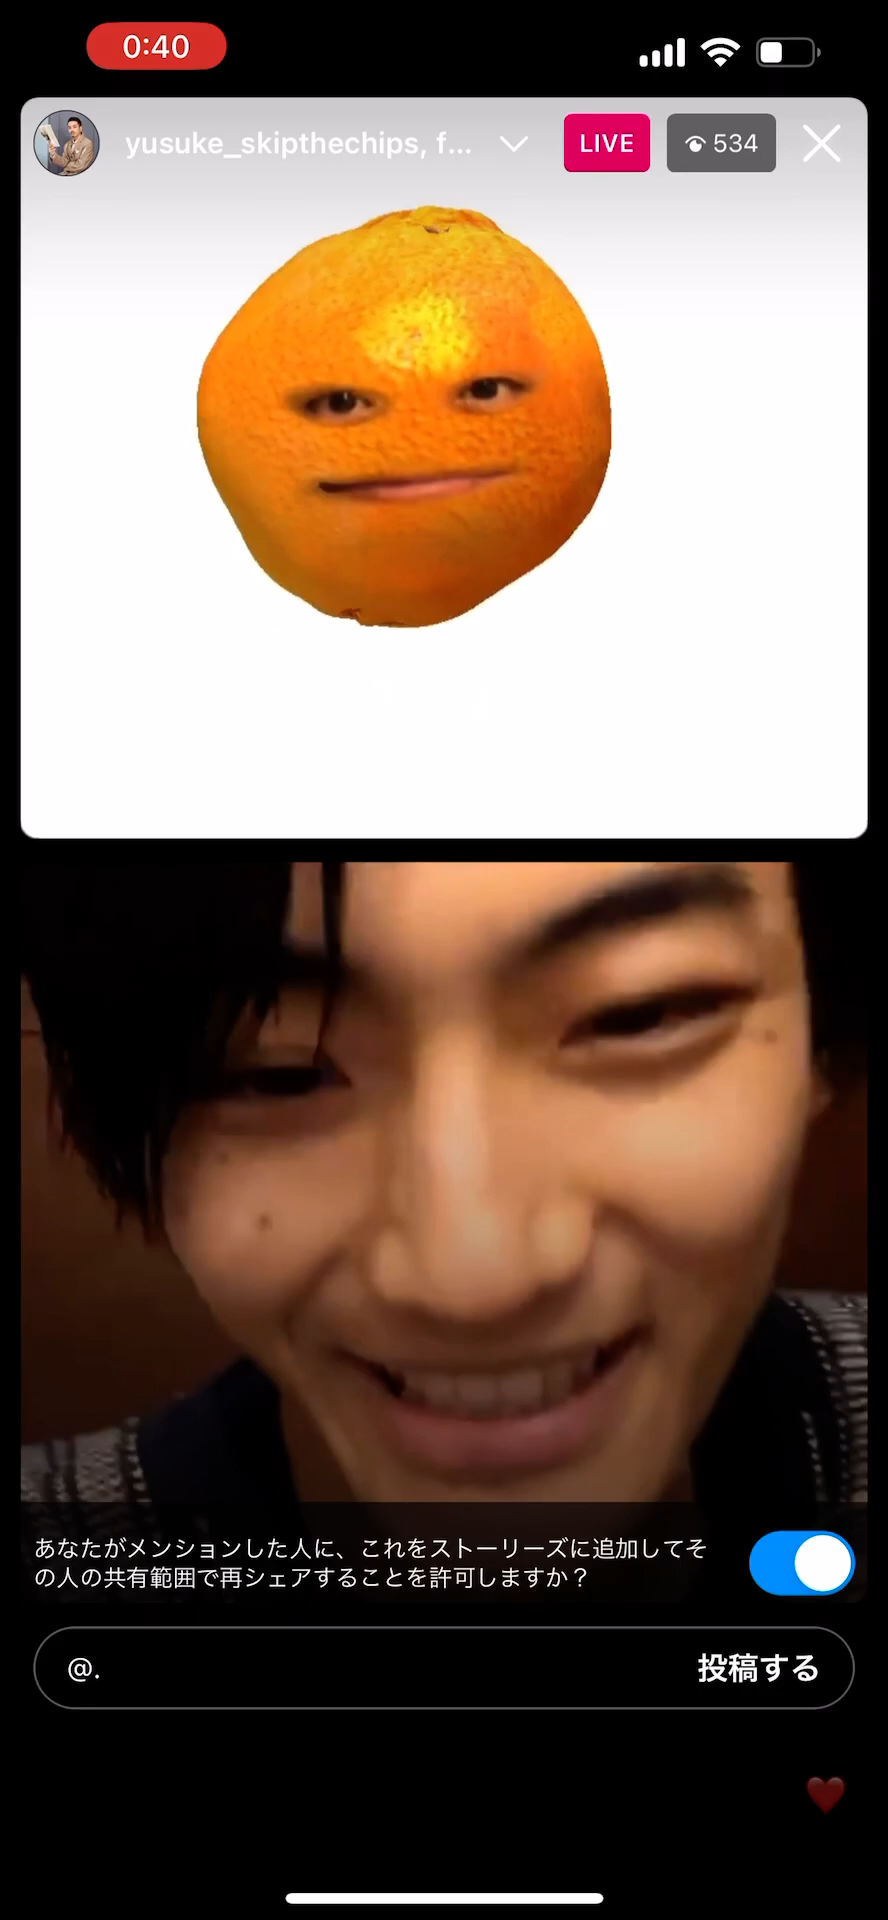 0:40
yusuke_skipthechips, f...
LIVE
534
あなたがメンションした人に、これをストーリーズに追加してそ
の人の共有範囲で再シェアすることを許可しますか？
@.
投稿する